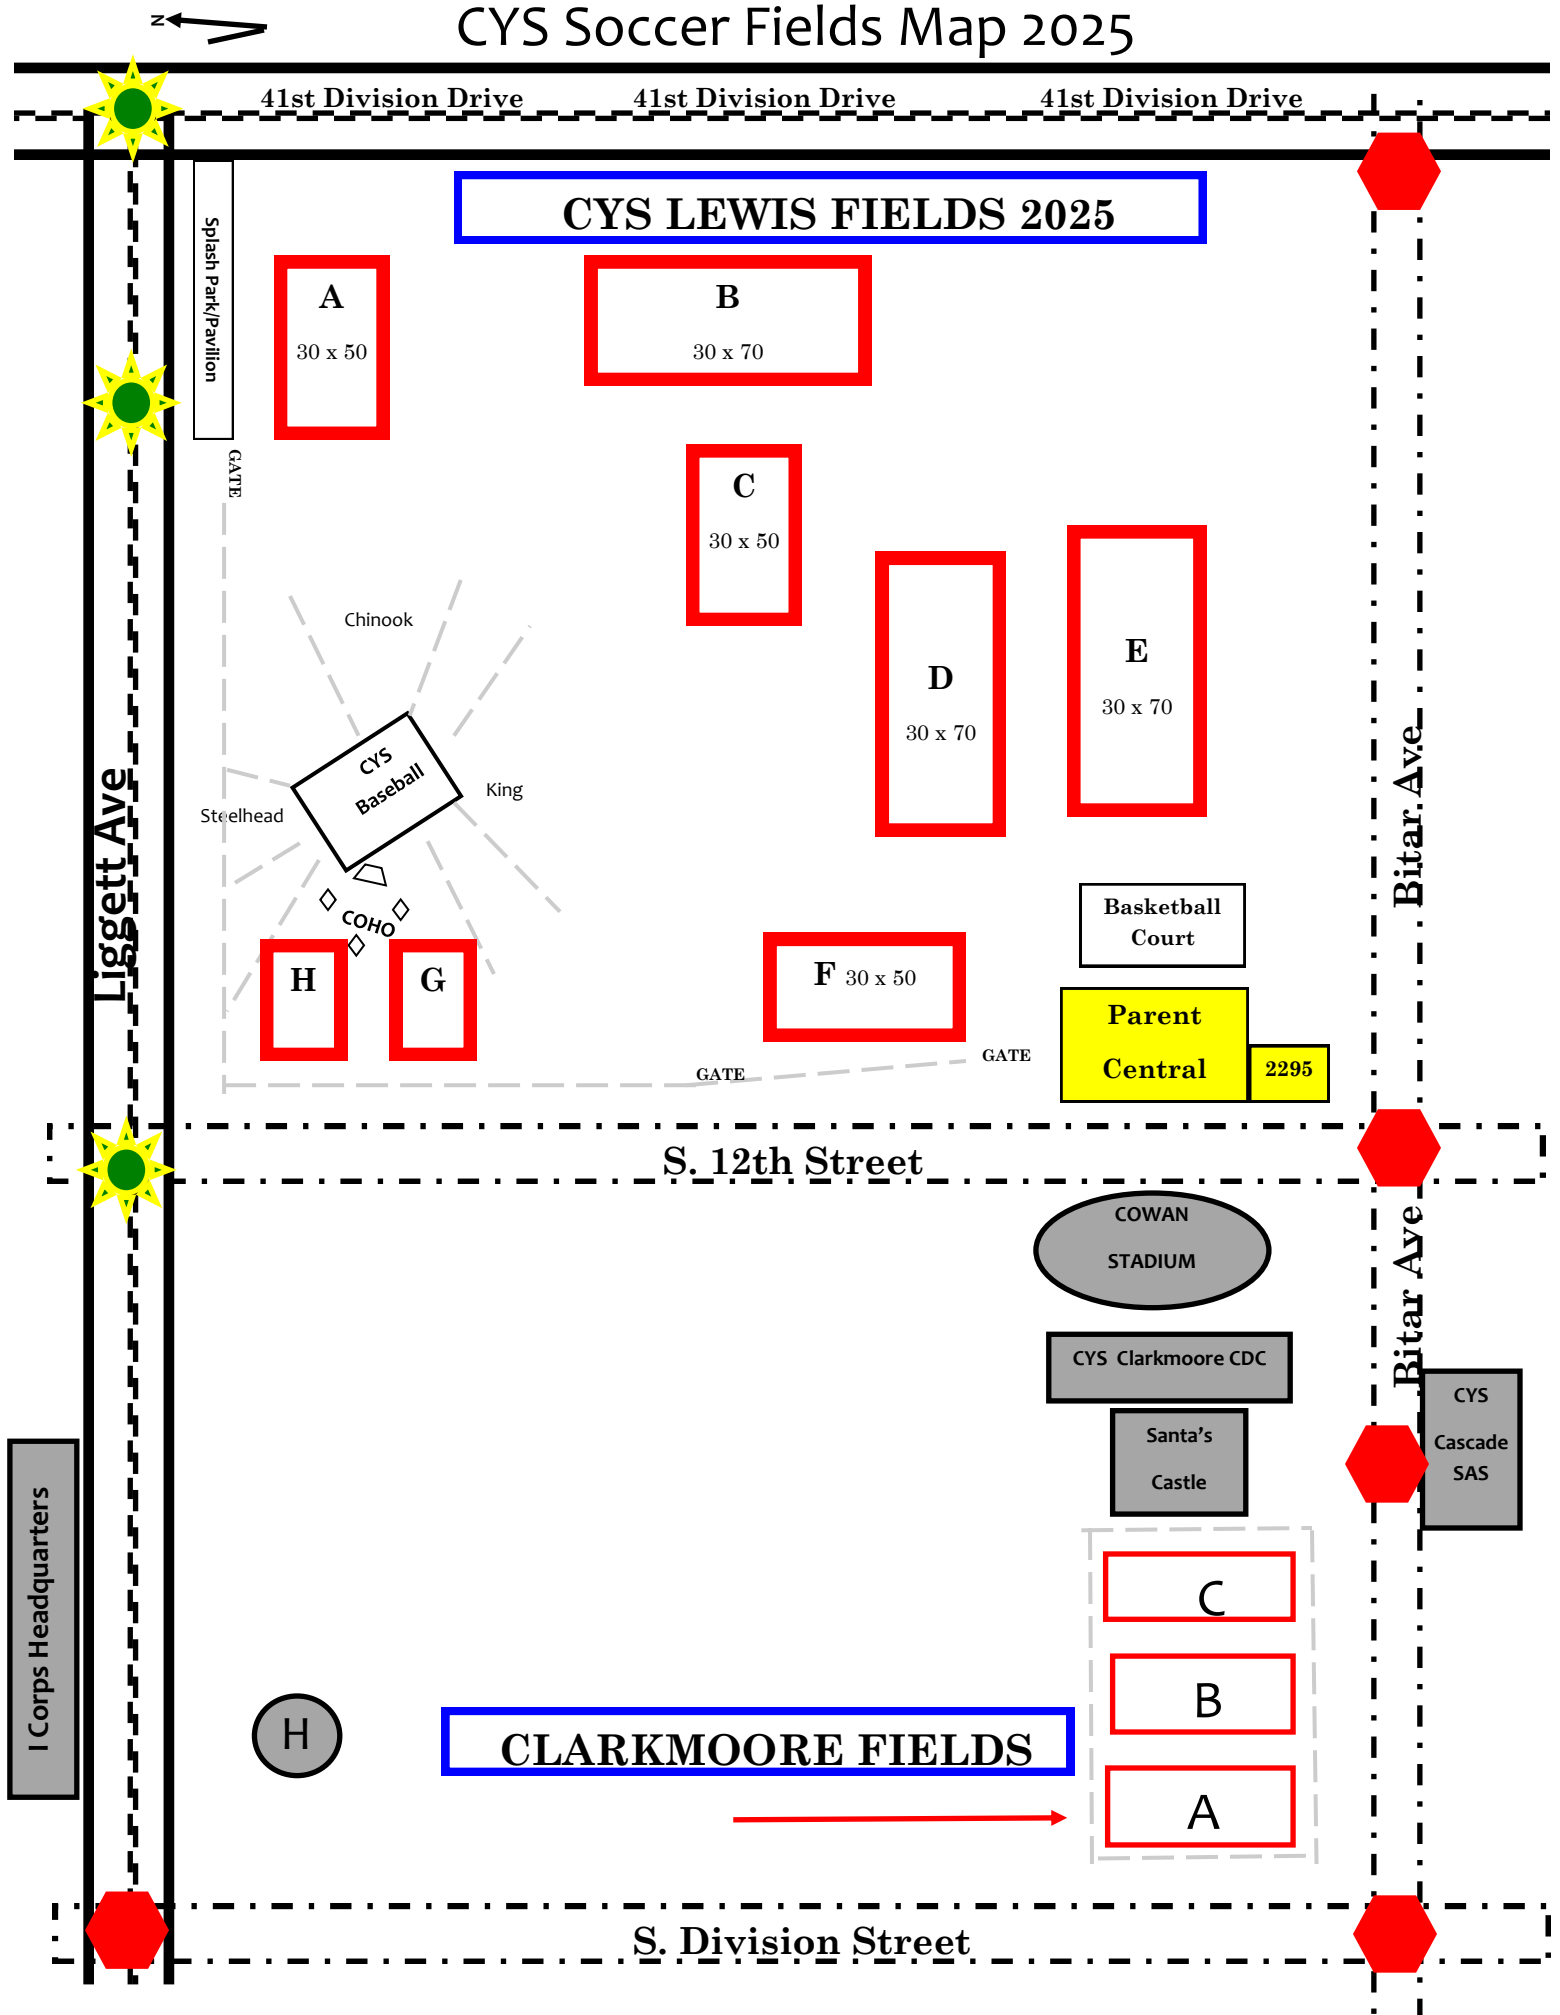 CYS Soccer Fields Map 2025
N
41st Division Drive
41st Division Drive
41st Division Drive
CYS LEWIS FIELDS 2025
Splash Park/Pavilion
A
30 x 50
B
30 x 70
GATE
C
30 x 50
D
30 x 70
E
30 x 70
Chinook
CYS
Baseball
King
Steelhead
COHO
Liggett Ave
Bitar Ave
Basketball
Court
H
G
F 30 x 50
Parent
Central
2295
GATE
GATE
S. 12th Street
COWAN
STADIUM
Bitar Ave
CYS Clarkmoore CDC
Santa's
Castle
CYS
Cascade
SAS
I Corps Headquarters
C
B
A
H
CLARKMOORE FIELDS
S. Division Street